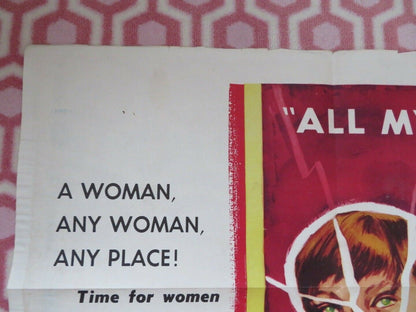 "ALL MY
A WOMAN,
ANY WOMAN,
ANY PLACE!
Time for women